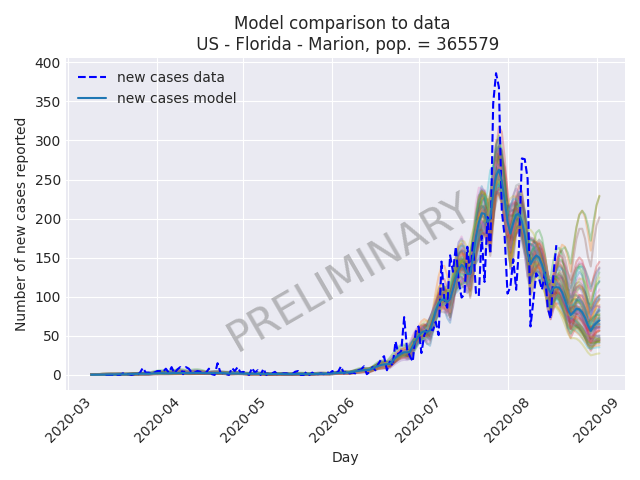 Model comparison to data
US - Florida - Marion, pop. = 365579
400
350
300
250
200
150
100
50
0
Number of new cases reported
new cases data
new cases model
PRELIMINARY
2020-03
2020-04
2020-05
2020-06
2020-07
2020-08
2020-09
Day